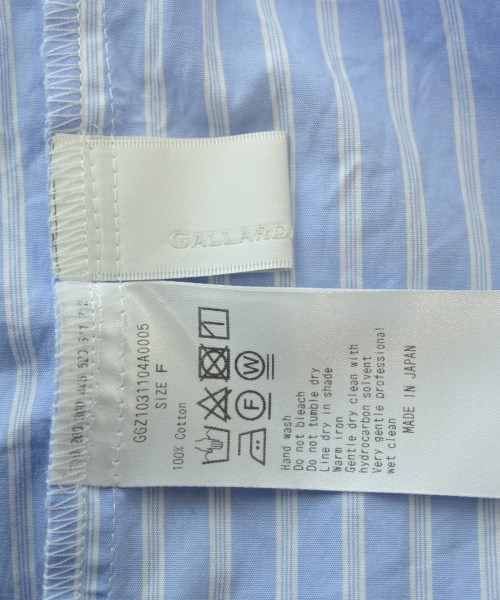 GALLARD
GGZ1031104A0005
SIZE F
100% Cotton
Hand wash
Do not bleach
Do not tumble dry
Line dry in shade
Warm iron
Gentle dry clean with
hydrocarbon solvent
Very gentle professional
wet clean
MADE IN JAPAN